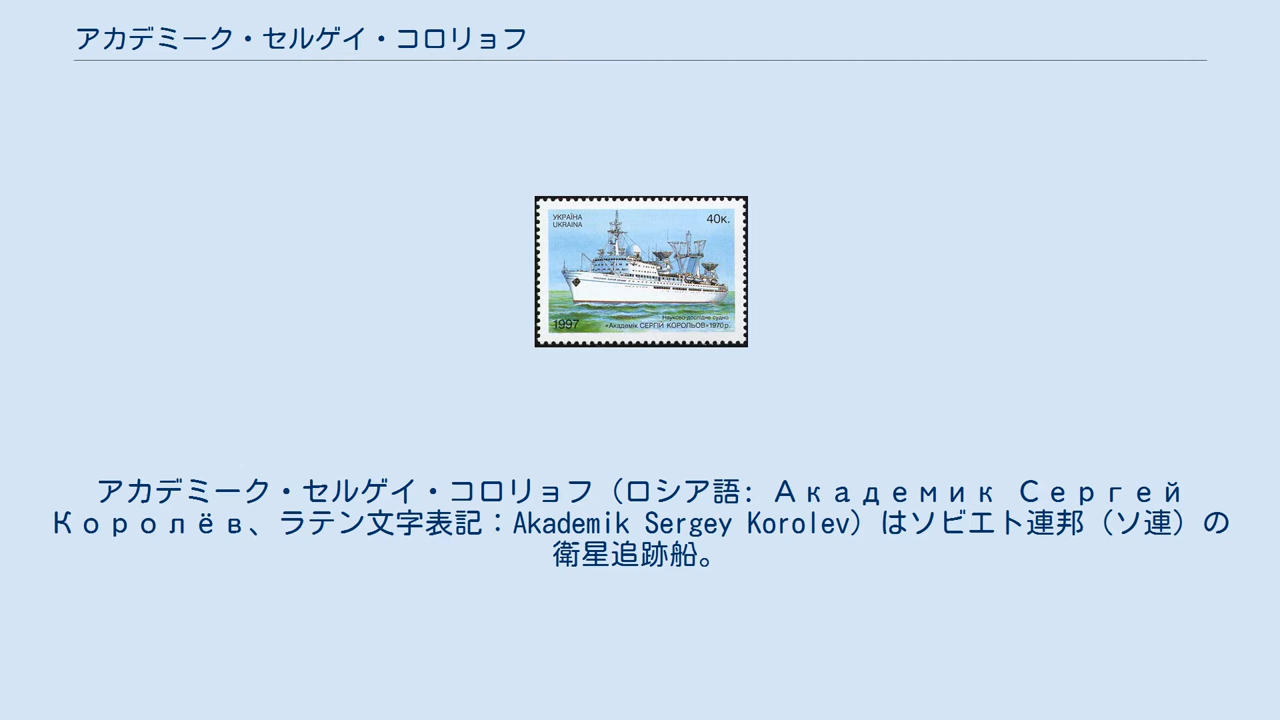 アカデミーク・セルゲイ・コロリョフ
УКРАЇНА
UKRAINA
40к.
1997
Науково-дослідне судно
«Академік СЕРГІЙ КОРОЛЬОВ»1970р.
アカデミーク・セルゲイ・コロリョフ（ロシア語: Академик Сергей
Королёв、ラテン文字表記：Akademik Sergey Korolev）はソビエト連邦（ソ連）の
衛星追跡船。